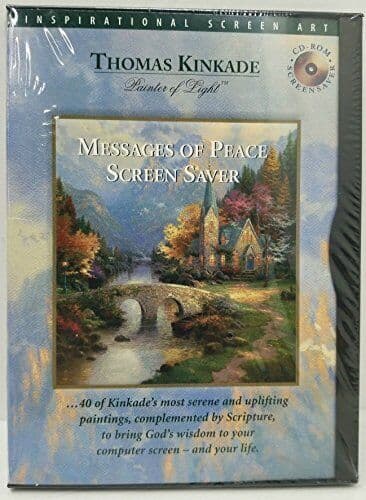 INSPIRATIONAL SCREEN ART
THOMAS KINKADE
Painter of Light™
CD-ROM
SCREENSAVER
MESSAGES OF PEACE
SCREEN SAVER
...40 of Kinkade's most serene and uplifting
paintings, complemented by Scripture,
to bring God's wisdom to your
computer screen – and your life.